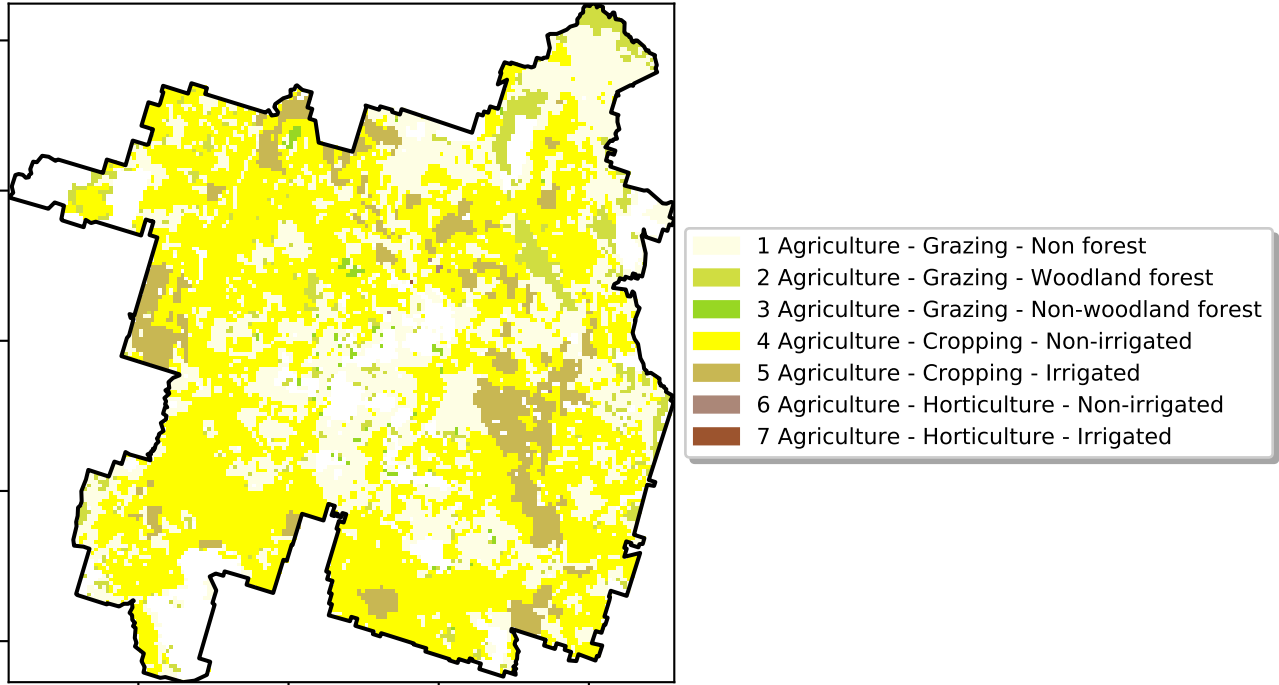 1 Agriculture - Grazing - Non forest
2 Agriculture - Grazing - Woodland forest
3 Agriculture - Grazing - Non-woodland forest
4 Agriculture - Cropping - Non-irrigated
5 Agriculture - Cropping - Irrigated
6 Agriculture - Horticulture - Non-irrigated
7 Agriculture - Horticulture - Irrigated